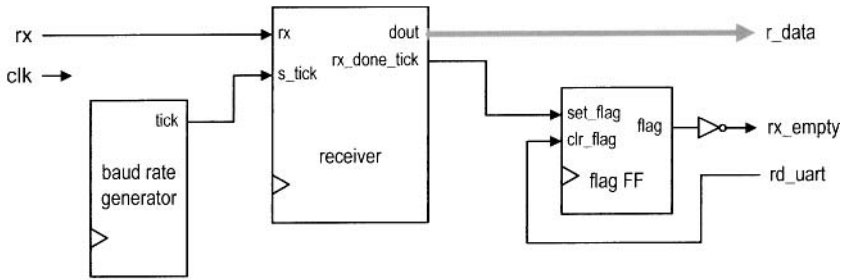 rx
clk
tick
baud rate
generator
rx
s_tick
dout
rx_done_tick
receiver
set_flag
clr_flag
flag
flag FF
r_data
rx_empty
rd_uart